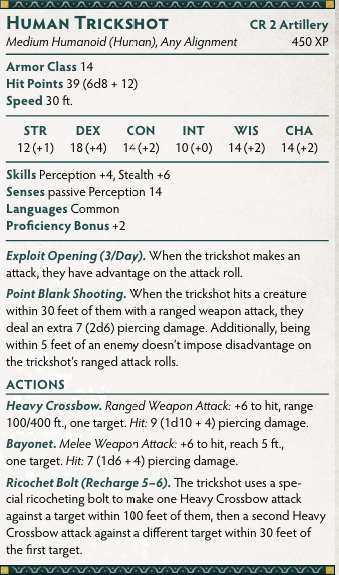 Human Trickshot CR 2 Artillery
Medium Humanoid (Human), Any Alignment 450 XP
Armor Class 14
Hit Points 39 (6d8 + 12)
Speed 30 ft.
STR DEX CON INT WIS CHA
12 (+1) 18 (+4) 14 (+2) 10 (+0) 14 (+2) 14 (+2)
Skills Perception +4, Stealth +6
Senses passive Perception 14
Languages Common
Proficiency Bonus +2
Exploit Opening (3/Day). When the trickshot makes an
attack, they have advantage on the attack roll.
Point Blank Shooting. When the trickshot hits a creature
within 30 feet of them with a ranged weapon attack, they
deal an extra 7 (2d6) piercing damage. Additionally, being
within 5 feet of an enemy doesn't impose disadvantage on
the trickshot's ranged attack rolls.
Actions
Heavy Crossbow. Ranged Weapon Attack: +6 to hit, range
100/400 ft., one target. Hit: 9 (1d10 + 4) piercing damage.
Bayonet. Melee Weapon Attack: +6 to hit, reach 5 ft.,
one target. Hit: 7 (1d6 + 4) piercing damage.
Ricochet Bolt (Recharge 5–6). The trickshot uses a spe-
cial ricocheting bolt to make one Heavy Crossbow attack
against a target within 100 feet of them, then a second Heavy
Crossbow attack against a different target within 30 feet of
the first target.